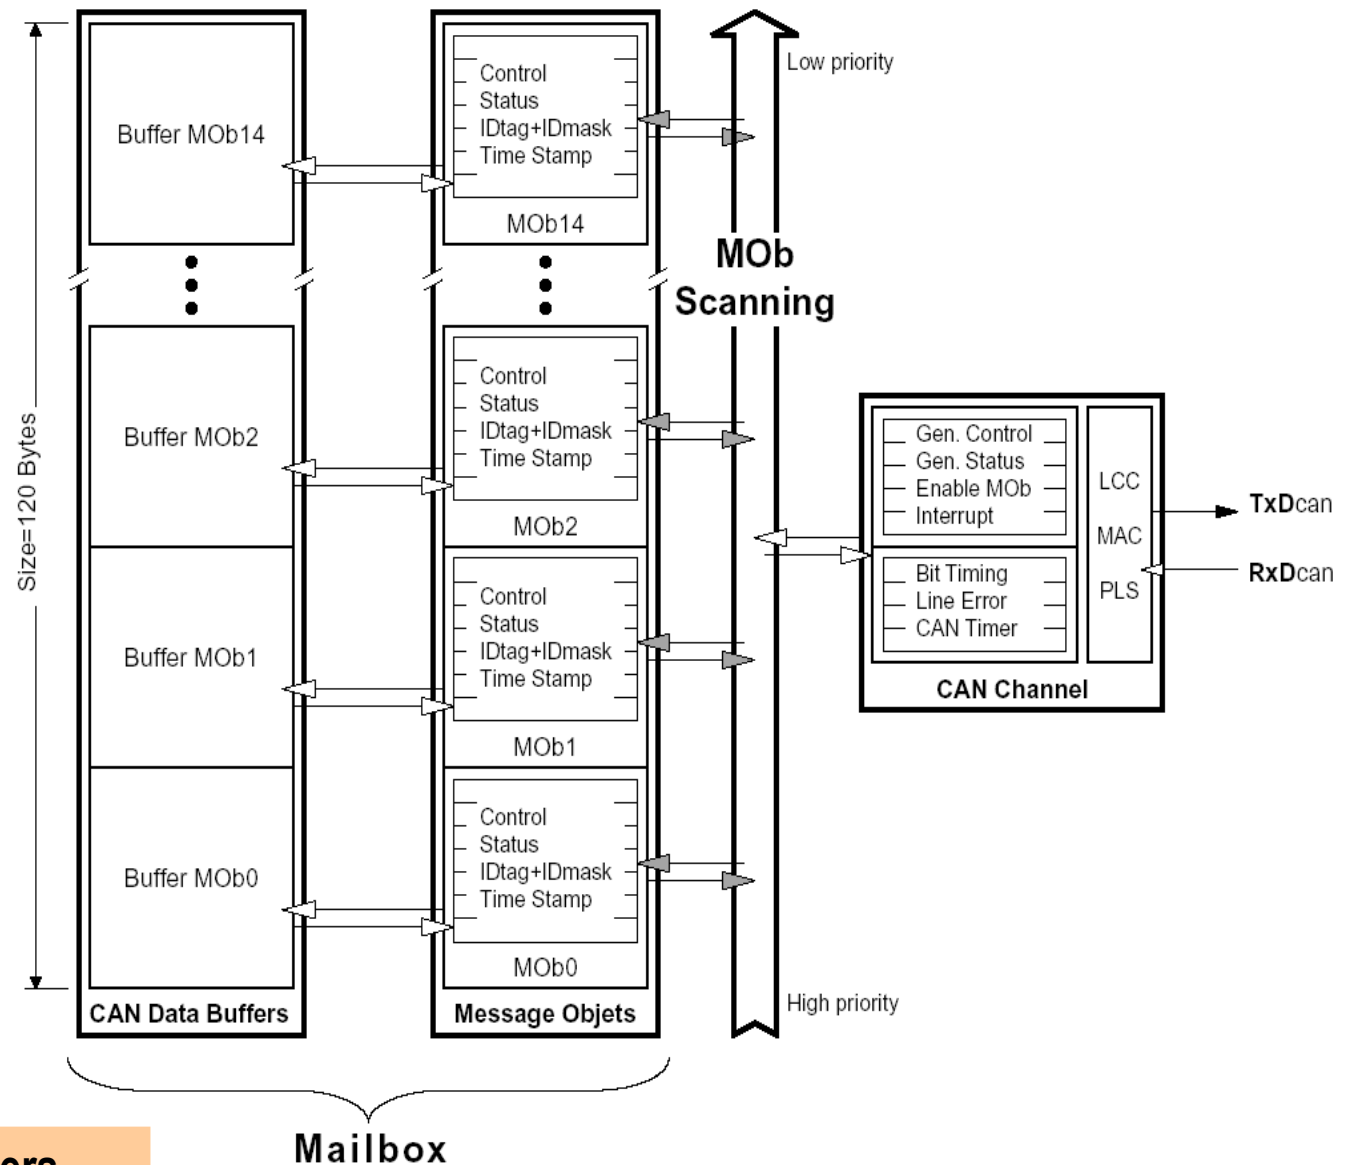 Size=120 Bytes
Buffer MOb14
Buffer MOb2
Buffer MOb1
Buffer MOb0
CAN Data Buffers
Control
Status
IDtag+IDmask
Time Stamp
MOb14
Control
Status
IDtag+IDmask
Time Stamp
MOb2
Control
Status
IDtag+IDmask
Time Stamp
MOb1
Control
Status
IDtag+IDmask
Time Stamp
MOb0
Message Objets
Low priority
MOb
Scanning
High priority
Gen. Control
Gen. Status
Enable MOb
Interrupt
Bit Timing
Line Error
CAN Timer
LCC
MAC
PLS
CAN Channel
TxDcan
RxDcan
Mailbox